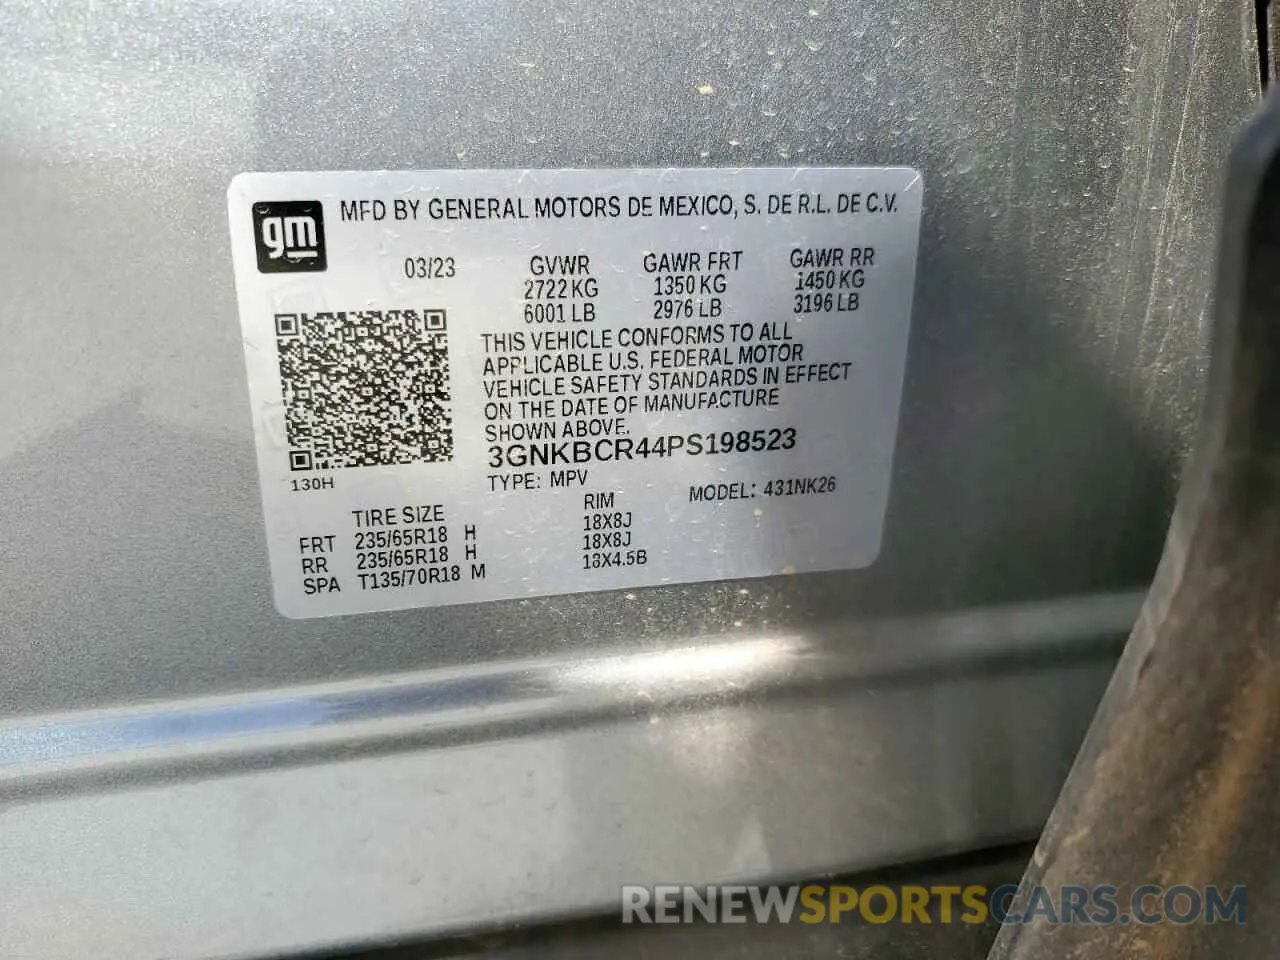 gm
MFD BY GENERAL MOTORS DE MEXICO, S. DE R.L. DE C.V.
03/23 GVWR GAWR FRT GAWR RR
2722 KG 1350 KG 1450 KG
6001 LB 2976 LB 3196 LB
THIS VEHICLE CONFORMS TO ALL
APPLICABLE U.S. FEDERAL MOTOR
VEHICLE SAFETY STANDARDS IN EFFECT
ON THE DATE OF MANUFACTURE
SHOWN ABOVE.
3GNKBCR44PS198523
130H
TYPE: MPV MODEL: 431NK26
TIRE SIZE RIM
FRT 235/65R18 H 18X8J
RR 235/65R18 H 18X8J
SPA T135/70R18 M 18X4.5B
RENEWSPORTSCARS.COM